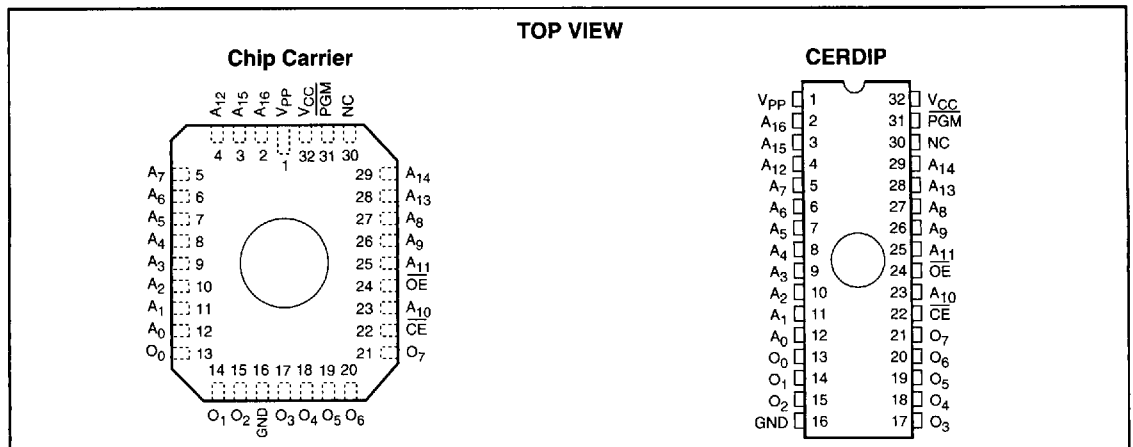 TOP VIEW
Chip Carrier
A12 A15 A16 VPP VCC P̅G̅M̅ NC
4 3 2 1 32 31 30
A7 5 29 A14
A6 6 28 A13
A5 7 27 A8
A4 8 26 A9
A3 9 25 A11
A2 10 24 O̅E̅
A1 11 23 A10
A0 12 22 C̅E̅
O0 13 21 O7
14 15 16 17 18 19 20
O1 O2 GND O3 O4 O5 O6
CERDIP
VPP 1 32 VCC
A16 2 31 P̅G̅M̅
A15 3 30 NC
A12 4 29 A14
A7 5 28 A13
A6 6 27 A8
A5 7 26 A9
A4 8 25 A11
A3 9 24 O̅E̅
A2 10 23 A10
A1 11 22 C̅E̅
A0 12 21 O7
O0 13 20 O6
O1 14 19 O5
O2 15 18 O4
GND 16 17 O3